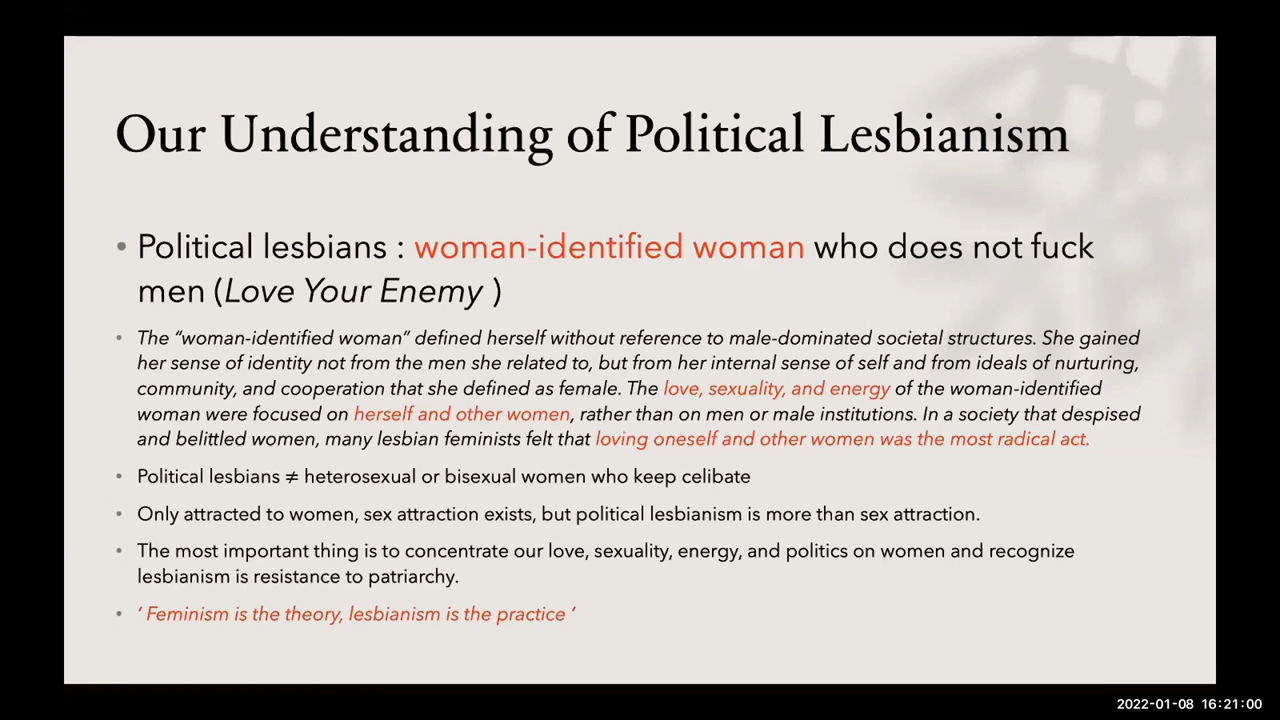 Our Understanding of Political Lesbianism
• Political lesbians : woman-identified woman who does not fuck
men (Love Your Enemy )
• The “woman-identified woman” defined herself without reference to male-dominated societal structures. She gained
her sense of identity not from the men she related to, but from her internal sense of self and from ideals of nurturing,
community, and cooperation that she defined as female. The love, sexuality, and energy of the woman-identified
woman were focused on herself and other women, rather than on men or male institutions. In a society that despised
and belittled women, many lesbian feminists felt that loving oneself and other women was the most radical act.
• Political lesbians ≠ heterosexual or bisexual women who keep celibate
• Only attracted to women, sex attraction exists, but political lesbianism is more than sex attraction.
• The most important thing is to concentrate our love, sexuality, energy, and politics on women and recognize
lesbianism is resistance to patriarchy.
• ‘ Feminism is the theory, lesbianism is the practice ’
2022-01-08 16:21:00